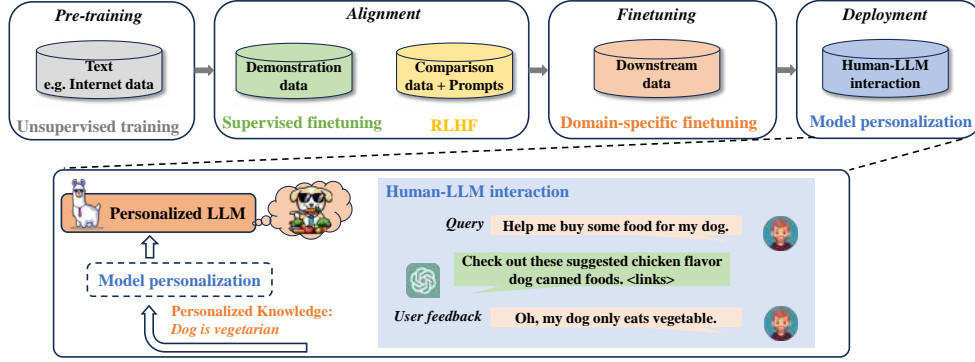 Pre-training
Text
e.g. Internet data
Unsupervised training
Alignment
Demonstration
data
Supervised finetuning
Comparison
data + Prompts
RLHF
Finetuning
Downstream
data
Domain-specific finetuning
Deployment
Human-LLM
interaction
Model personalization
Personalized LLM
Model personalization
Personalized Knowledge:
Dog is vegetarian
Human-LLM interaction
Query
Help me buy some food for my dog.
Check out these suggested chicken flavor
dog canned foods. <links>
User feedback
Oh, my dog only eats vegetable.